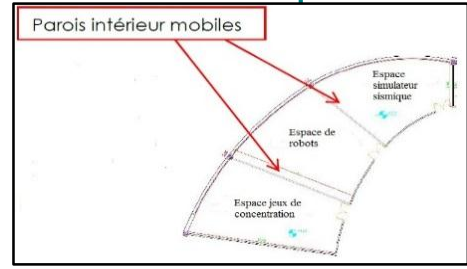 Parois intérieur mobiles
Espace
simulateur
sismique
Espace de
robots
Espace jeux de
concentration